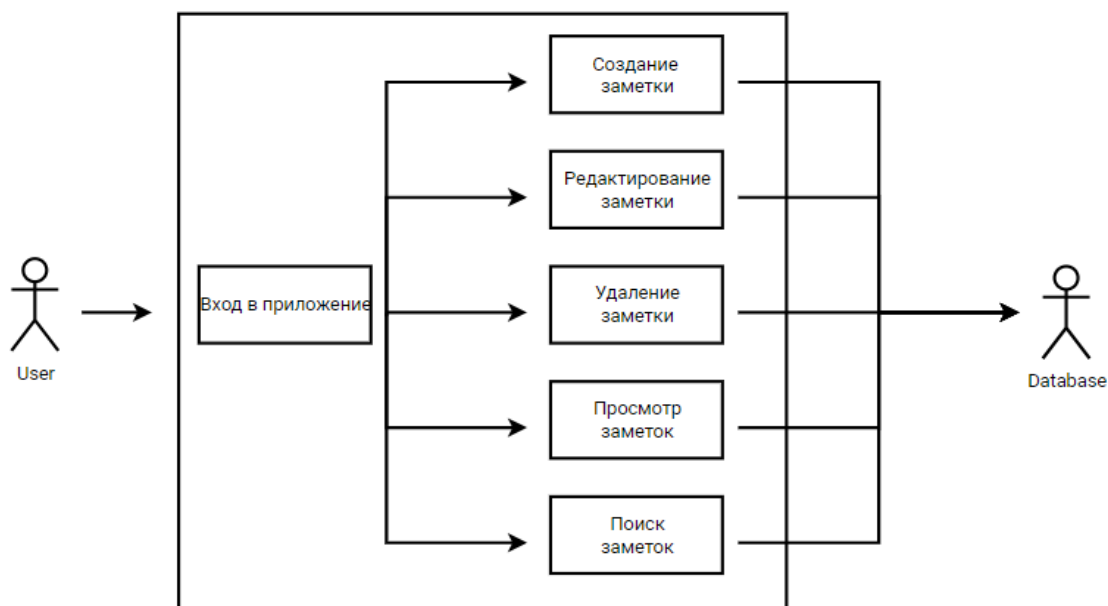 Создание
заметки
Редактирование
заметки
Вход в приложение
Удаление
заметки
User
Database
Просмотр
заметок
Поиск
заметок